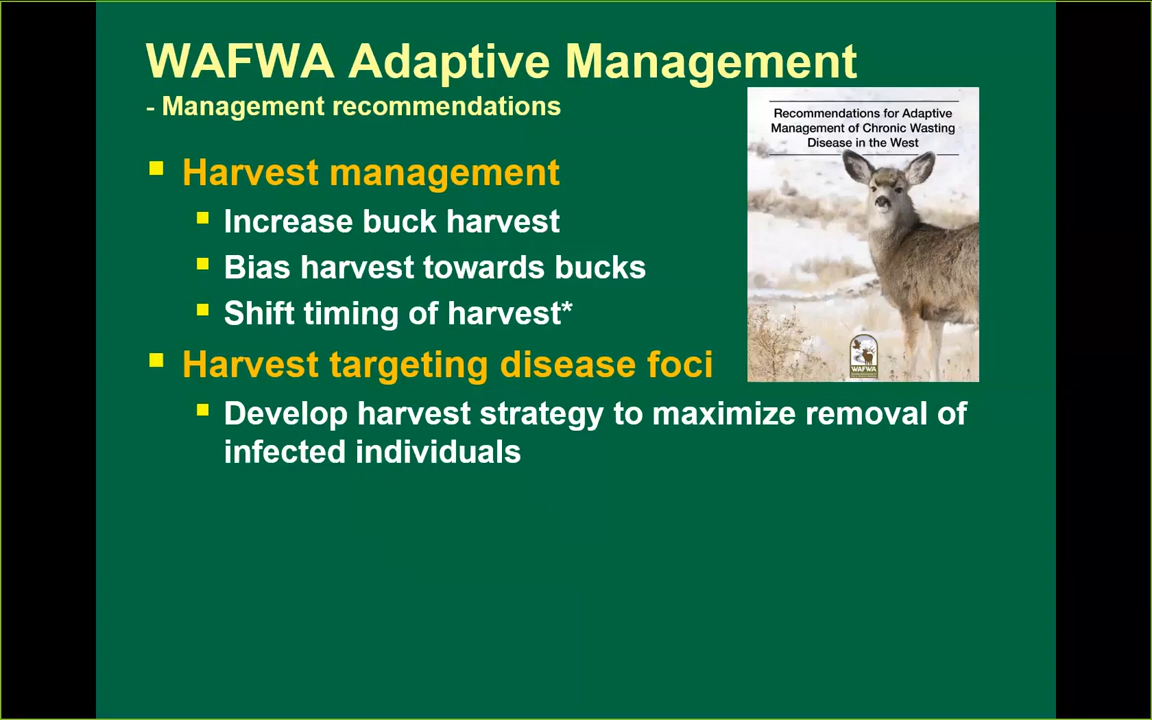 WAFWA Adaptive Management
- Management recommendations
Recommendations for Adaptive
Management of Chronic Wasting
Disease in the West
Harvest management
Increase buck harvest
Bias harvest towards bucks
Shift timing of harvest*
WAFWA
Harvest targeting disease foci
Develop harvest strategy to maximize removal of
infected individuals